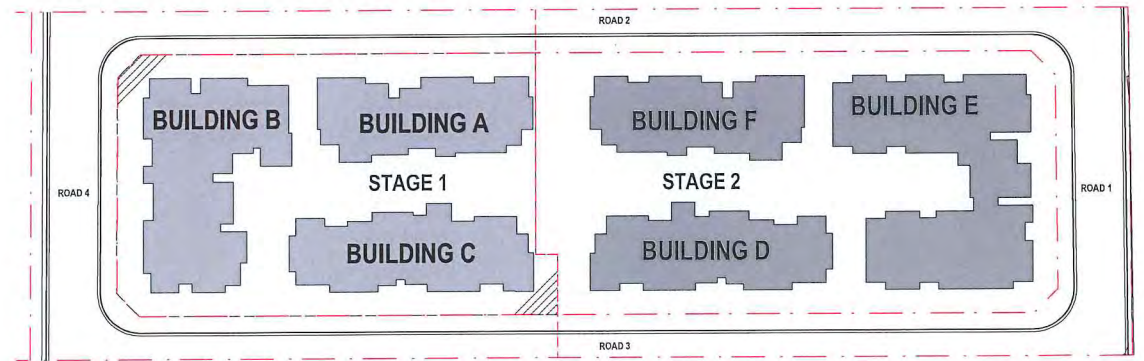 ROAD 2
BUILDING B
BUILDING A
BUILDING F
BUILDING E
STAGE 1
STAGE 2
ROAD 4
ROAD 1
BUILDING C
BUILDING D
ROAD 3